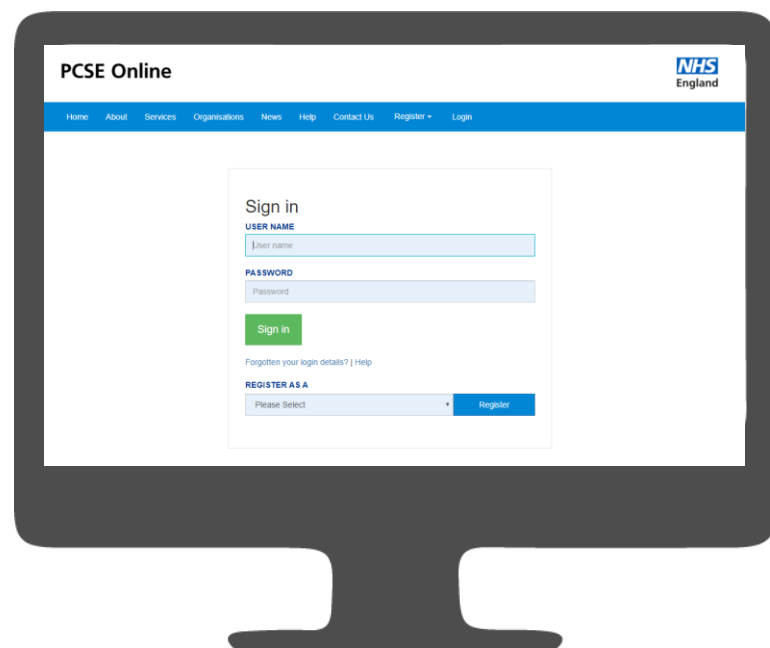 PCSE Online
NHS
England
Home About Services Organisations News Help Contact Us Register Login
Sign in
USER NAME
User name
PASSWORD
Password
Sign in
Forgotten your login details? | Help
REGISTER AS A
Please Select Register